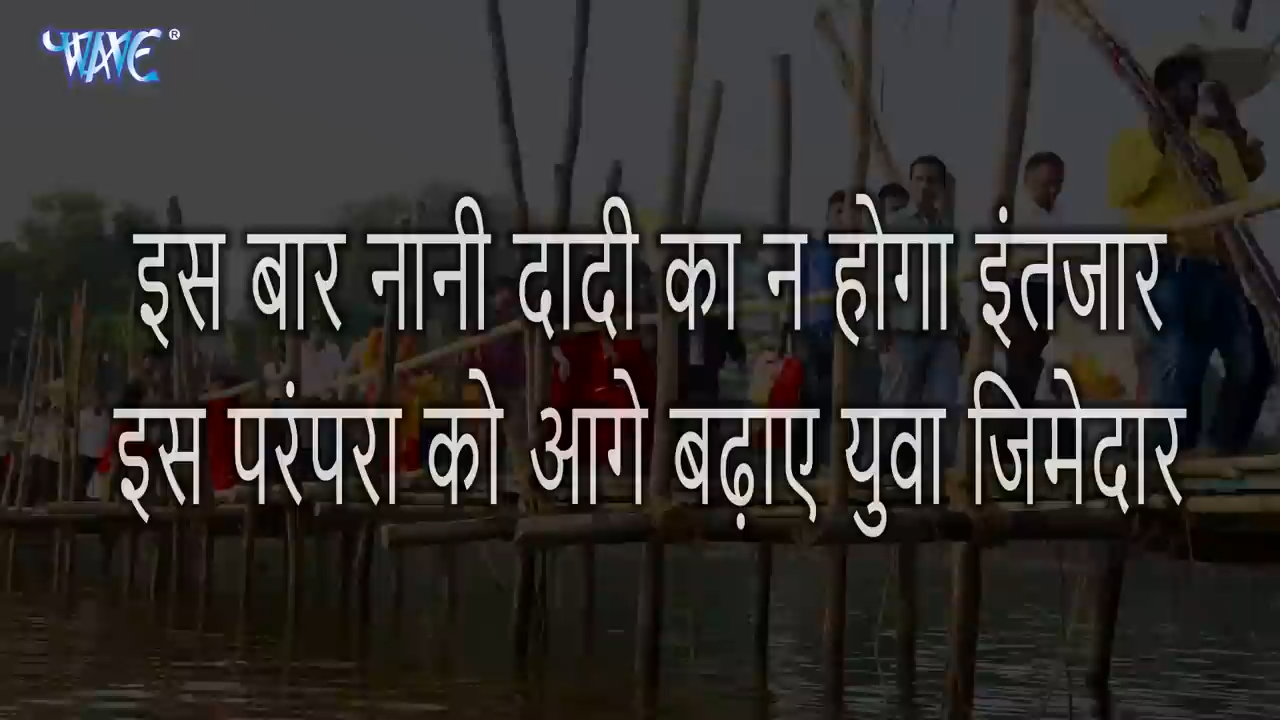 WAVE ®
इस बार नानी दादी का न होगा इंतजार
इस परंपरा को आगे बढ़ाए युवा जिमेदार